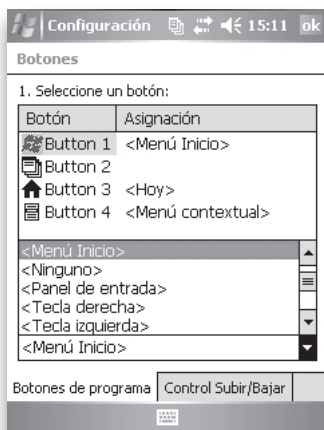 Configuración 15:11 ok
Botones
1. Seleccione un botón:
Botón Asignación
Button 1 <Menú Inicio>
Button 2
Button 3 <Hoy>
Button 4 <Menú contextual>
<Menú Inicio>
<Ninguno>
<Panel de entrada>
<Tecla derecha>
<Tecla izquierda>
<Menú Inicio>
Botones de programa Control Subir/Bajar